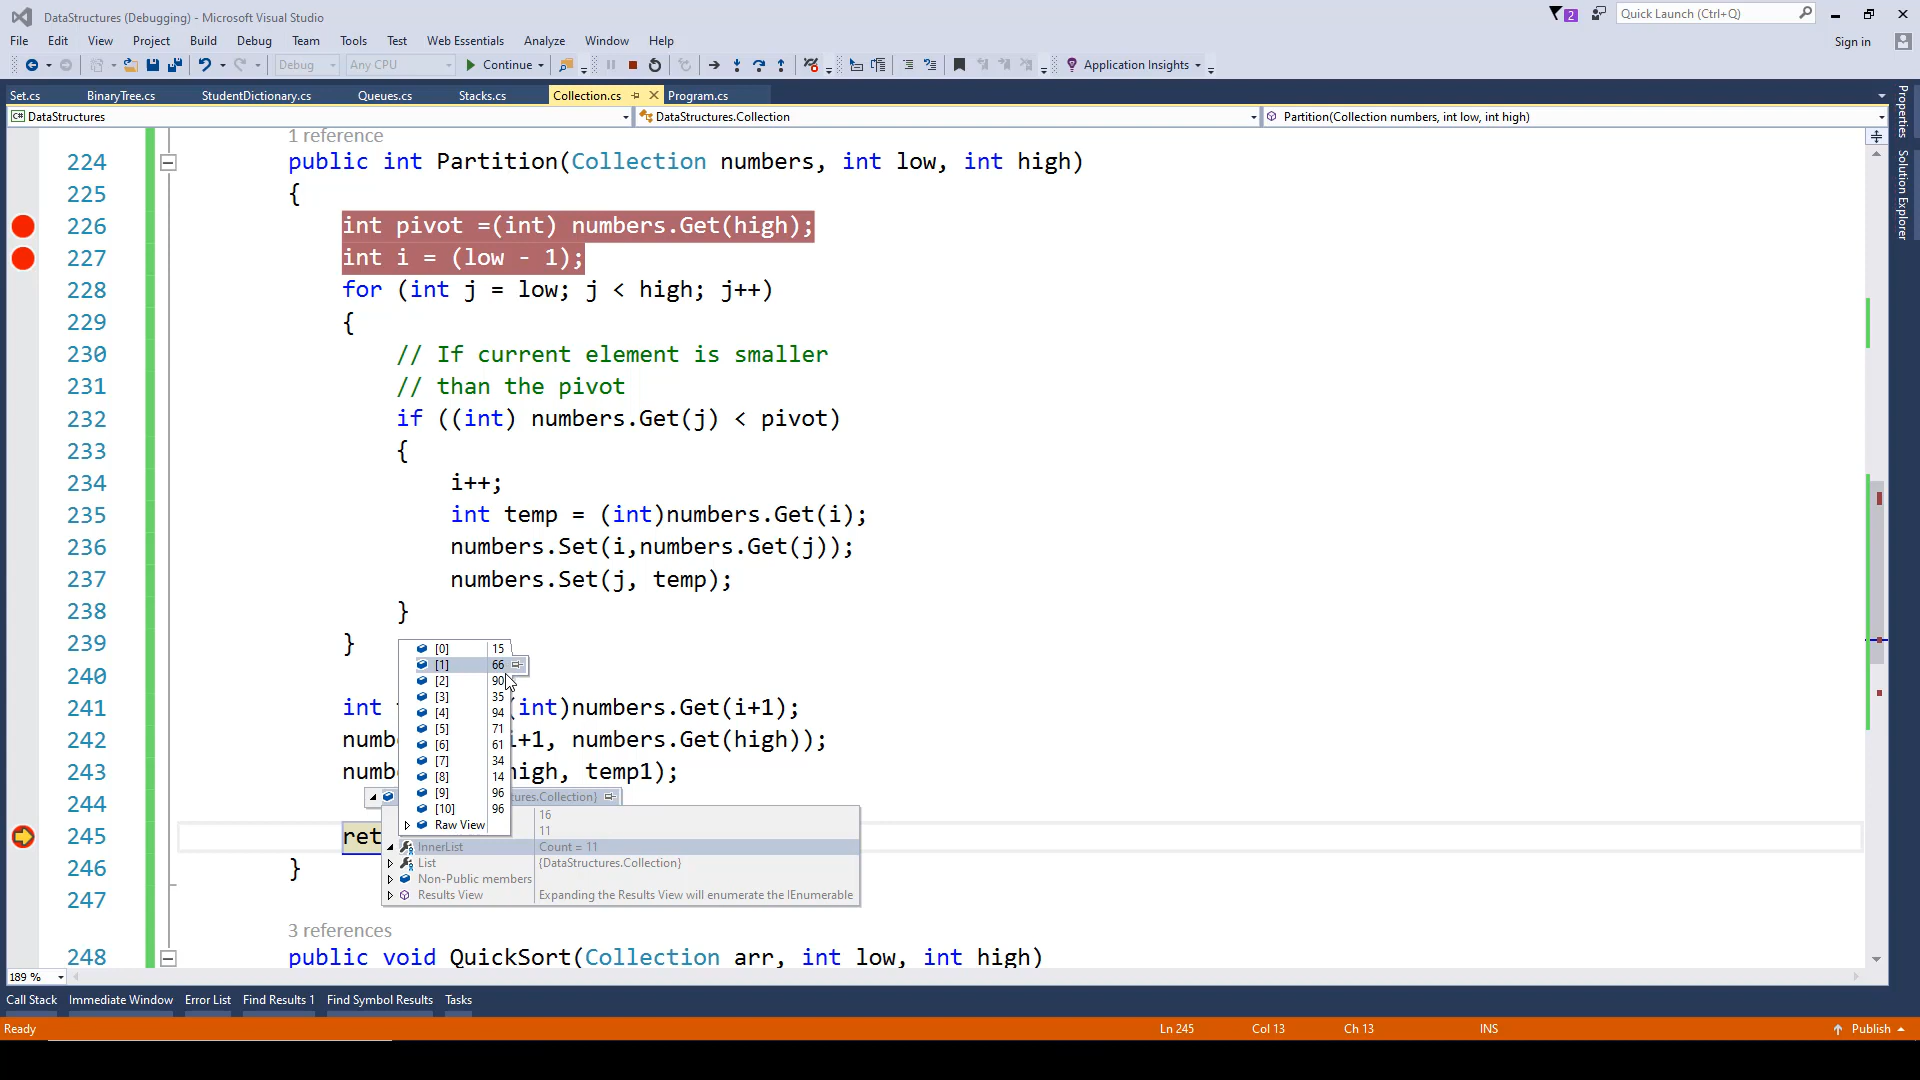 DataStructures (Debugging) - Microsoft Visual Studio
2
Quick Launch (Ctrl+Q)
File Edit View Project Build Debug Team Tools Test Web Essentials Analyze Window Help
Sign in
Debug Any CPU Continue Application Insights
Set.cs BinaryTree.cs StudentDictionary.cs Queues.cs Stacks.cs Collection.cs Program.cs
C# DataStructures DataStructures.Collection Partition(Collection numbers, int low, int high)
Properties
Solution Explorer
1 reference
224 public int Partition(Collection numbers, int low, int high)
225 {
226 int pivot =(int) numbers.Get(high);
227 int i = (low - 1);
228 for (int j = low; j < high; j++)
229 {
230 // If current element is smaller
231 // than the pivot
232 if ((int) numbers.Get(j) < pivot)
233 {
234 i++;
235 int temp = (int)numbers.Get(i);
236 numbers.Set(i,numbers.Get(j));
237 numbers.Set(j, temp);
238 }
239 }
240
241 int (int)numbers.Get(i+1);
242 numb i+1, numbers.Get(high));
243 numb high, temp1);
244
245 ret
246 }
247
3 references
248 public void QuickSort(Collection arr, int low, int high)
[0] 15
[1] 66
[2] 90
[3] 35
[4] 94
[5] 71
[6] 61
[7] 34
[8] 14
[9] 96
[10] 96
Raw View
ures.Collection}
16
11
InnerList Count = 11
List {DataStructures.Collection}
Non-Public members
Results View Expanding the Results View will enumerate the IEnumerable
189 %
Call Stack Immediate Window Error List Find Results 1 Find Symbol Results Tasks
Ready Ln 245 Col 13 Ch 13 INS Publish